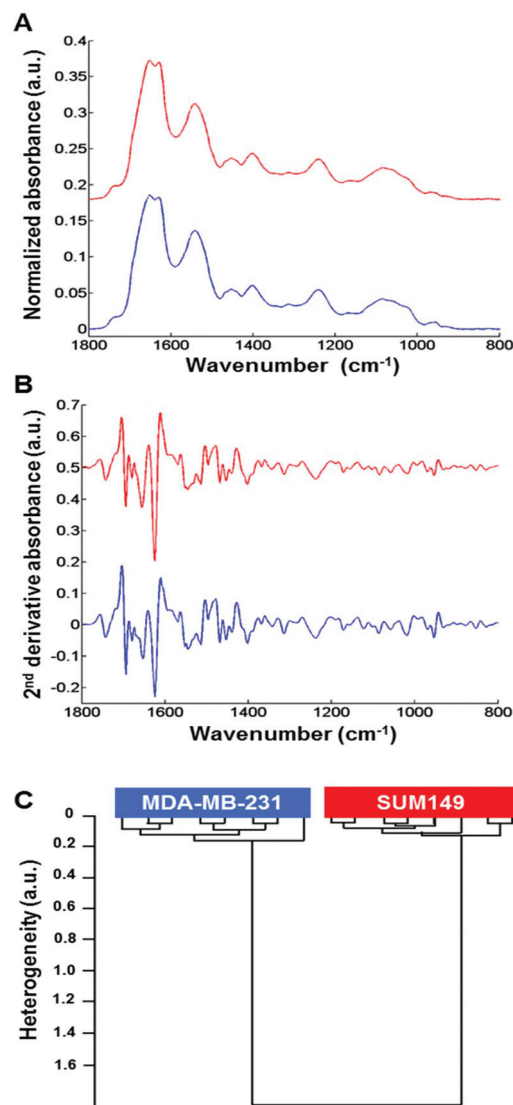 A
Normalized absorbance (a.u.)
0.4
0.35
0.3
0.25
0.2
0.15
0.1
0.05
0
1800 1600 1400 1200 1000 800
Wavenumber (cm-1)
B
2nd derivative absorbance (a.u.)
0.7
0.6
0.5
0.4
0.3
0.2
0.1
0
-0.1
-0.2
1800 1600 1400 1200 1000 800
Wavenumber (cm-1)
C
MDA-MB-231 SUM149
Heterogeneity (a.u.)
0
0.2
0.4
0.6
0.8
1.0
1.2
1.4
1.6